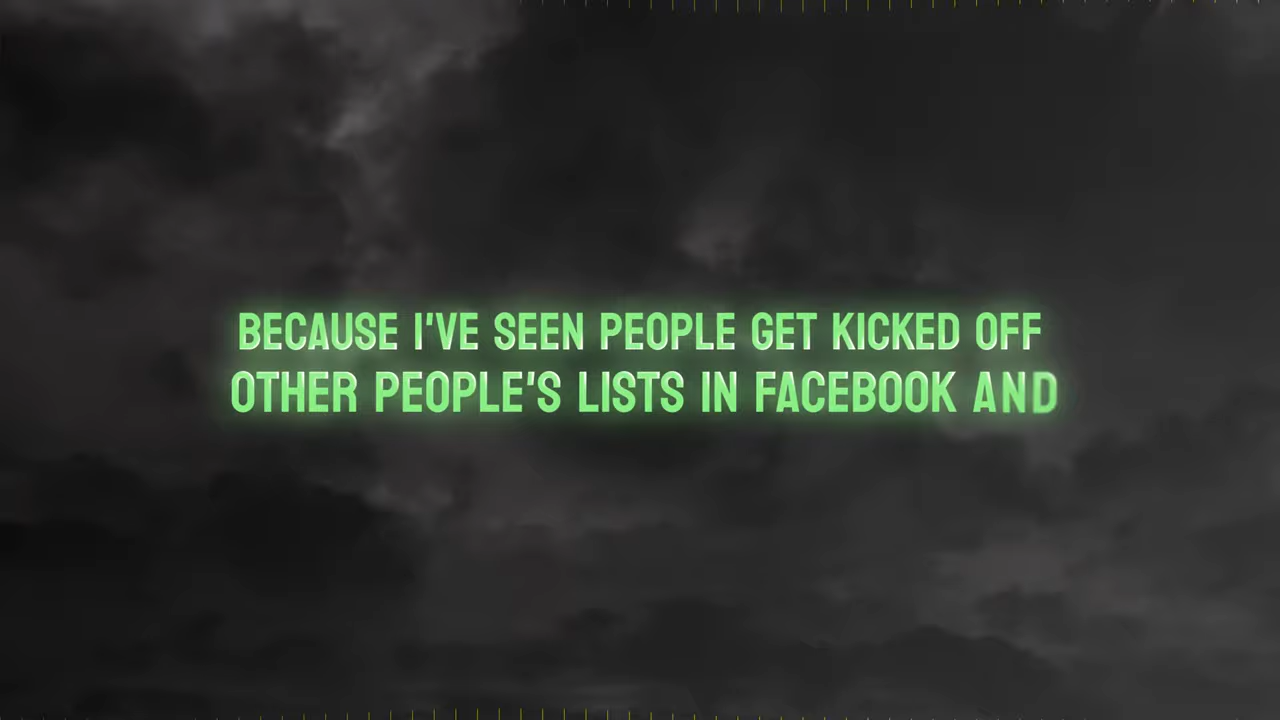 BECAUSE I'VE SEEN PEOPLE GET KICKED OFF
OTHER PEOPLE'S LISTS IN FACEBOOK AND